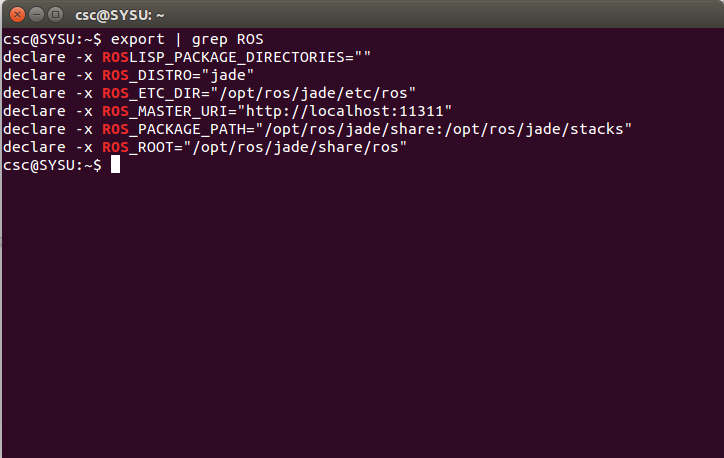 csc@SYSU: ~
csc@SYSU:~$ export | grep ROS
declare -x ROSLISP_PACKAGE_DIRECTORIES=""
declare -x ROS_DISTRO="jade"
declare -x ROS_ETC_DIR="/opt/ros/jade/etc/ros"
declare -x ROS_MASTER_URI="http://localhost:11311"
declare -x ROS_PACKAGE_PATH="/opt/ros/jade/share:/opt/ros/jade/stacks"
declare -x ROS_ROOT="/opt/ros/jade/share/ros"
csc@SYSU:~$